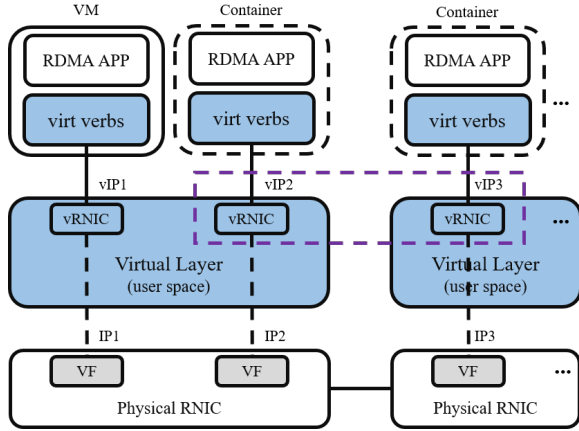 VM
Container
Container
RDMA APP
RDMA APP
RDMA APP
virt verbs
virt verbs
virt verbs
...
vIP1
vIP2
vIP3
vRNIC
vRNIC
vRNIC
...
Virtual Layer
(user space)
Virtual Layer
(user space)
IP1
IP2
IP3
VF
VF
VF
...
Physical RNIC
Physical RNIC